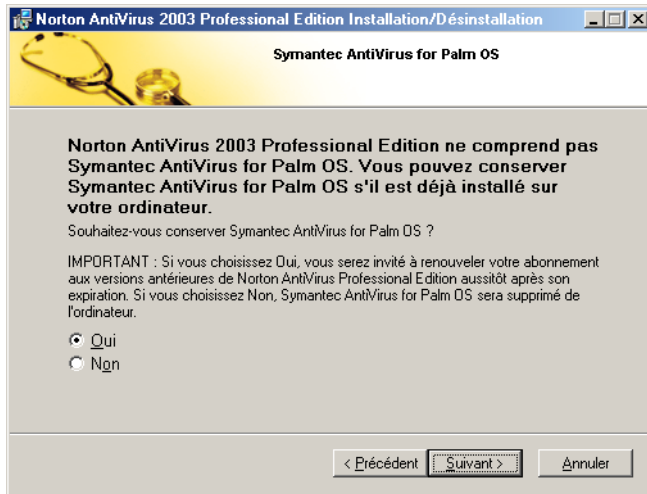 Norton AntiVirus 2003 Professional Edition Installation/Désinstallation
Symantec AntiVirus for Palm OS
Norton AntiVirus 2003 Professional Edition ne comprend pas
Symantec AntiVirus for Palm OS. Vous pouvez conserver
Symantec AntiVirus for Palm OS s'il est déjà installé sur
votre ordinateur.
Souhaitez-vous conserver Symantec AntiVirus for Palm OS ?
IMPORTANT : Si vous choisissez Oui, vous serez invité à renouveler votre abonnement
aux versions antérieures de Norton AntiVirus Professional Edition aussitôt après son
expiration. Si vous choisissez Non, Symantec AntiVirus for Palm OS sera supprimé de
l'ordinateur.
Oui
Non
< Précédent
Suivant >
Annuler